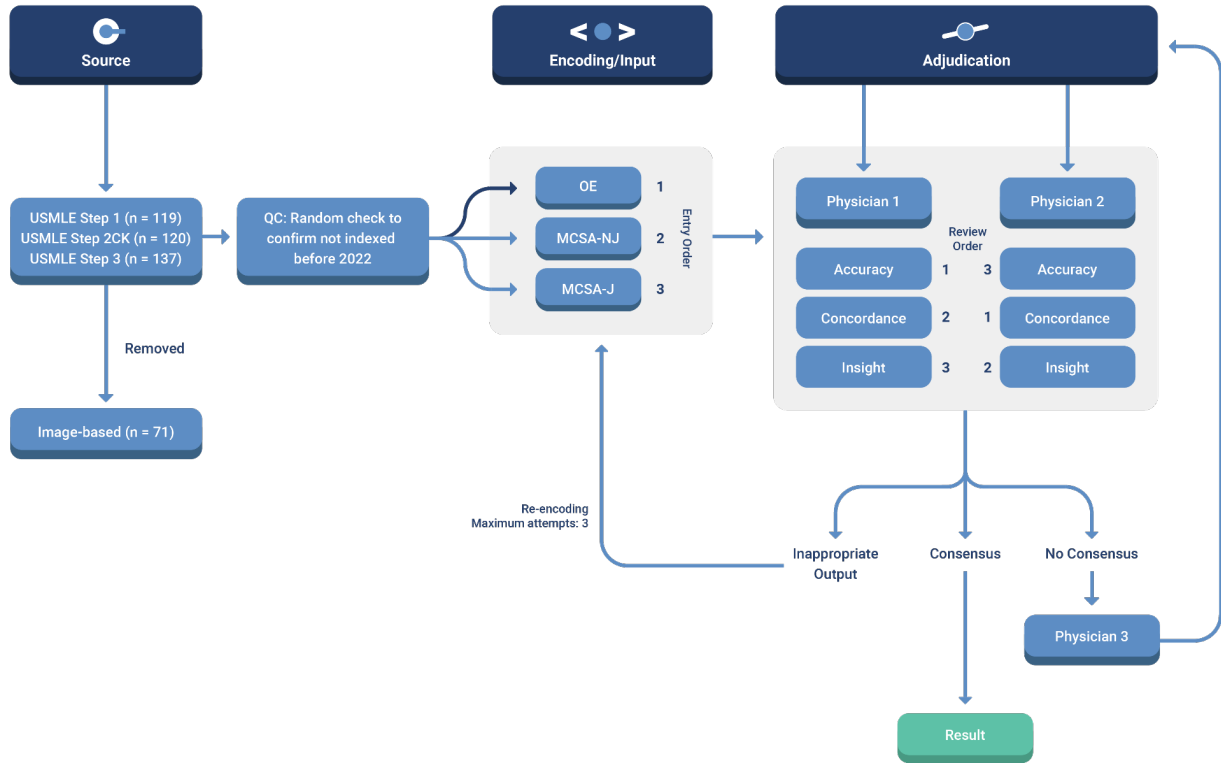 Source
Encoding/Input
Adjudication
USMLE Step 1 (n = 119)
USMLE Step 2CK (n = 120)
USMLE Step 3 (n = 137)
Removed
Image-based (n = 71)
QC: Random check to
confirm not indexed
before 2022
OE 1
MCSA-NJ 2
MCSA-J 3
Entry Order
Re-encoding
Maximum attempts: 3
Physician 1
Physician 2
Review
Order
Accuracy 1 3 Accuracy
Concordance 2 1 Concordance
Insight 3 2 Insight
Inappropriate
Output
Consensus
No Consensus
Physician 3
Result